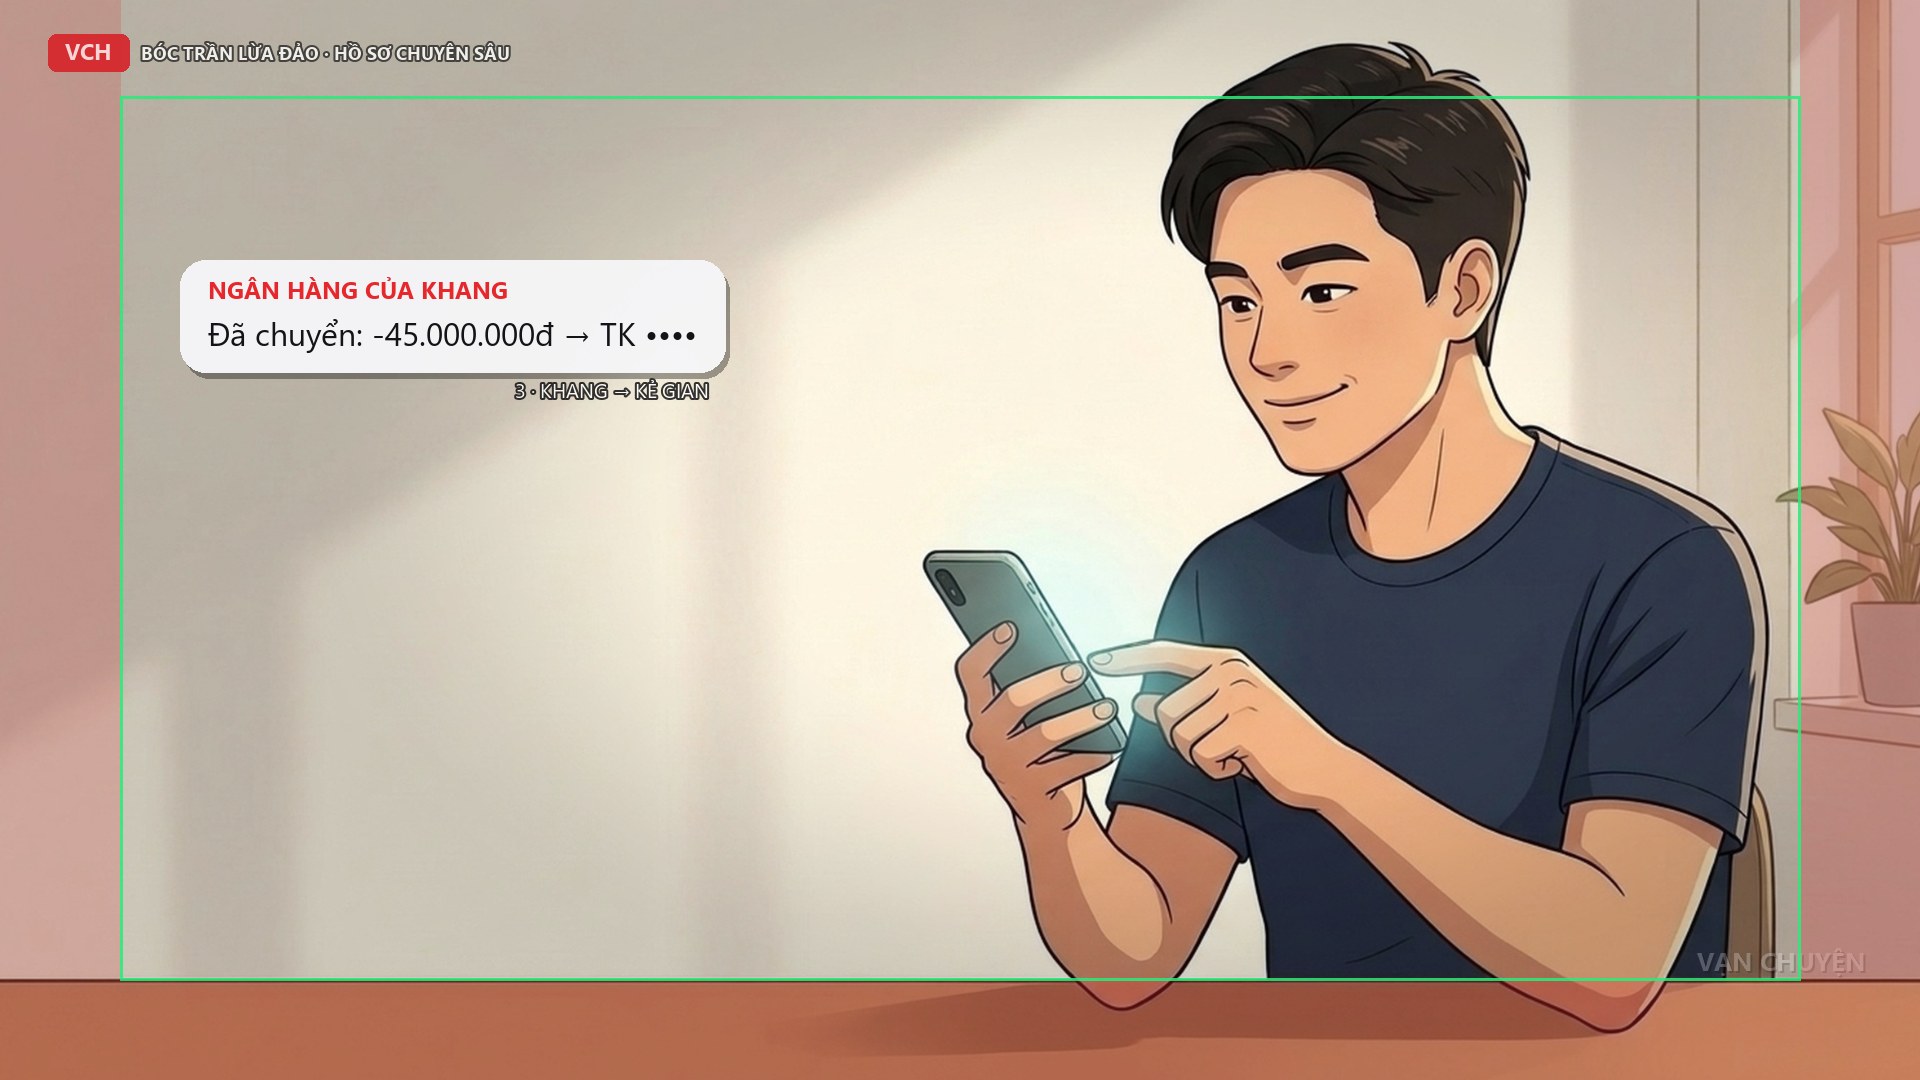 VCH
BÓC TRẦN LỪA ĐẢO · HỒ SƠ CHUYÊN SÂU
NGÂN HÀNG CỦA KHANG
Đã chuyển: -45.000.000đ → TK ••••
3 · KHANG → KẺ GIAN
VẠN CHUYỆN